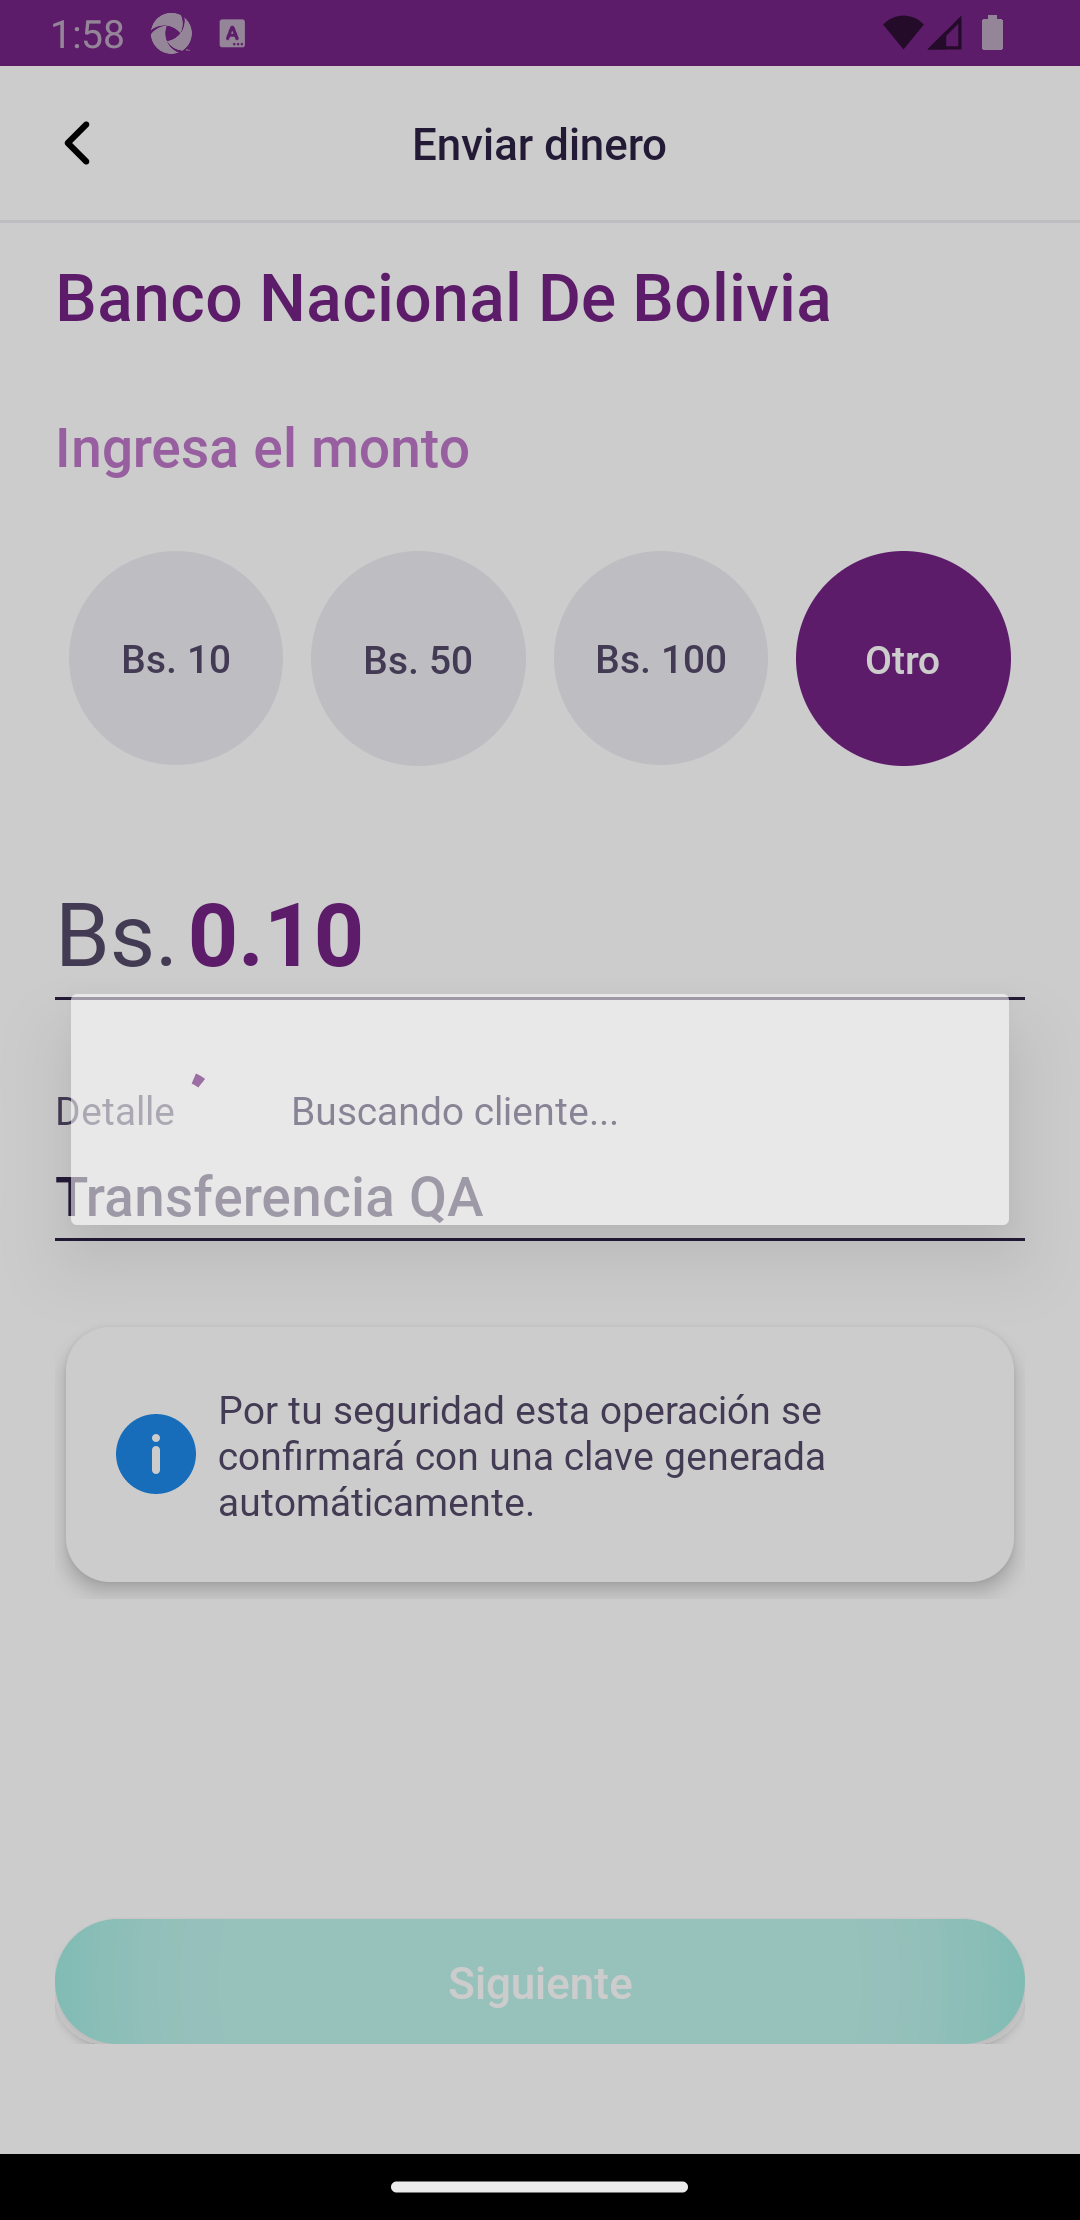 1:58
Enviar dinero
Banco Nacional De Bolivia
Ingresa el monto
Bs. 10 Bs. 50 Bs. 100 Otro
Bs. 0.10
Detalle Buscando cliente...
Transferencia QA
Por tu seguridad esta operación se
confirmará con una clave generada
automáticamente.
Siguiente